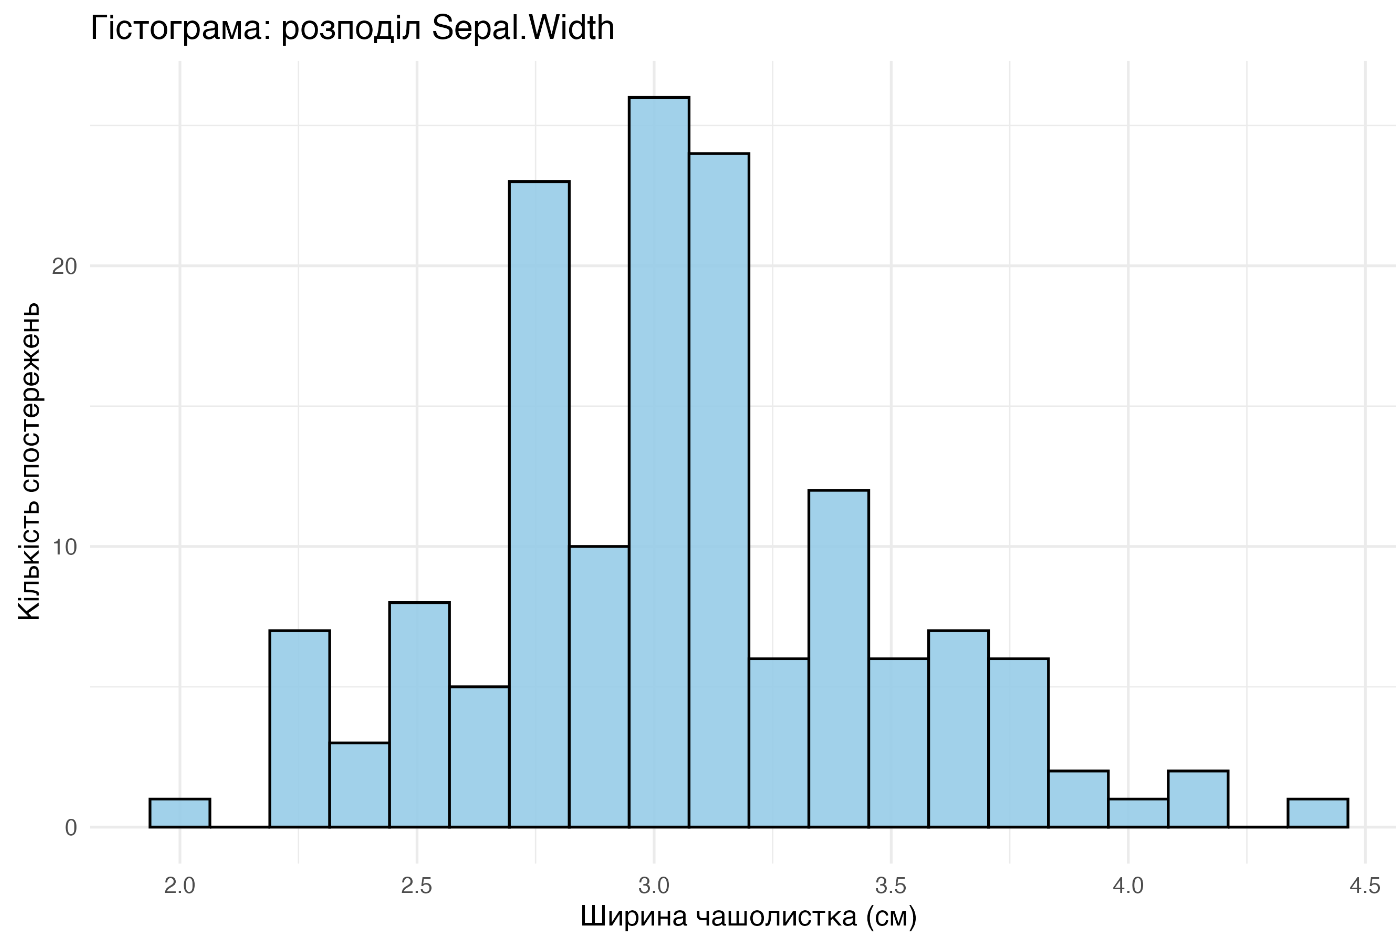 Гістограма: розподіл Sepal.Width
Кількість спостережень
20
10
0
2.0 2.5 3.0 3.5 4.0 4.5
Ширина чашолистка (см)